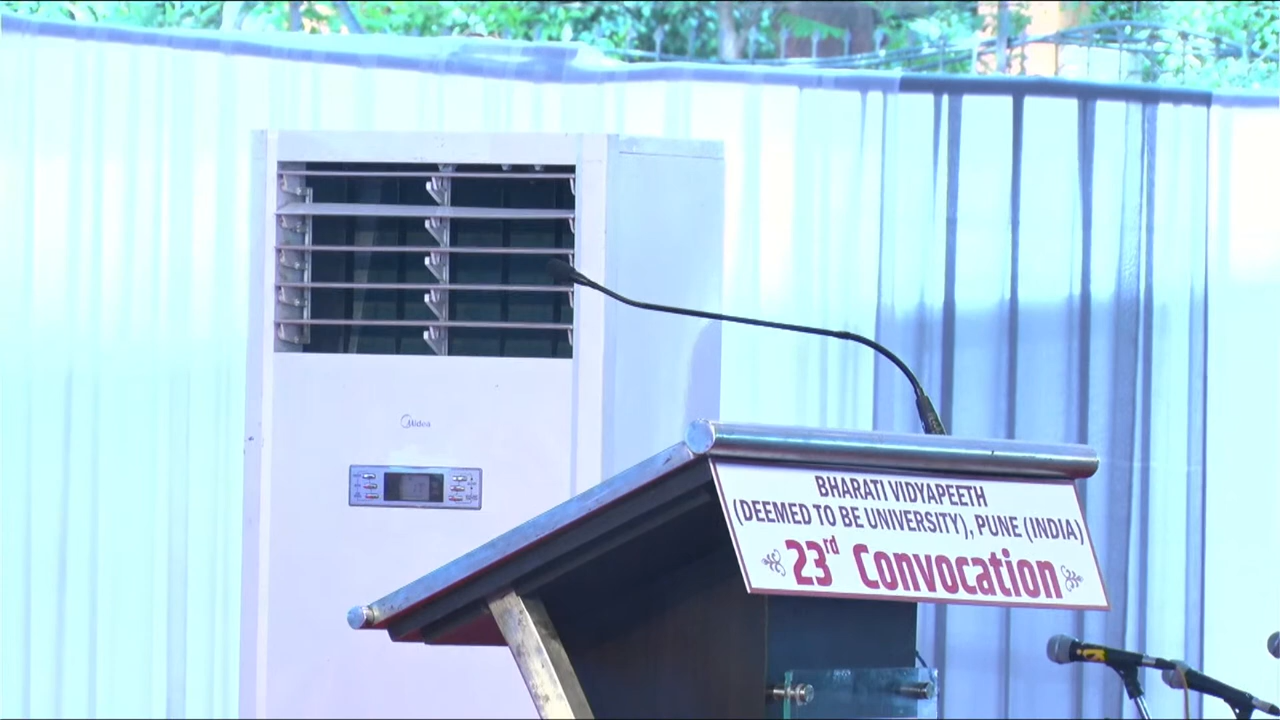 Midea
BHARATI VIDYAPEETH
(DEEMED TO BE UNIVERSITY), PUNE (INDIA)
23rd Convocation